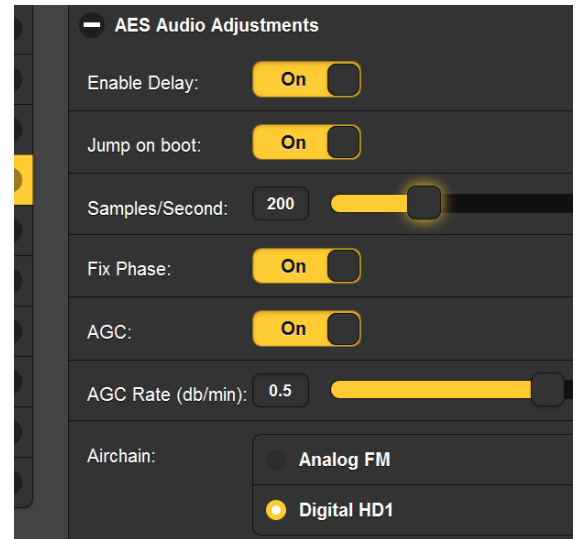 AES Audio Adjustments
Enable Delay: On
Jump on boot: On
Samples/Second: 200
Fix Phase: On
AGC: On
AGC Rate (db/min): 0.5
Airchain: Analog FM
Digital HD1